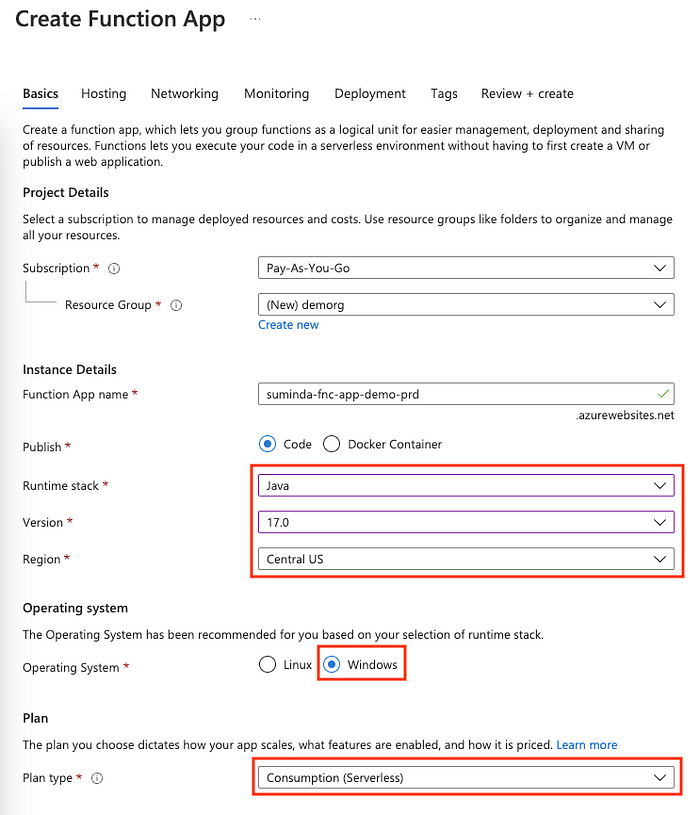 Create Function App ...
Basics Hosting Networking Monitoring Deployment Tags Review + create
Create a function app, which lets you group functions as a logical unit for easier management, deployment and sharing
of resources. Functions lets you execute your code in a serverless environment without having to first create a VM or
publish a web application.
Project Details
Select a subscription to manage deployed resources and costs. Use resource groups like folders to organize and manage
all your resources.
Subscription * Pay-As-You-Go
Resource Group * (New) demorg
Create new
Instance Details
Function App name * suminda-fnc-app-demo-prd
.azurewebsites.net
Publish * Code Docker Container
Runtime stack * Java
Version * 17.0
Region * Central US
Operating system
The Operating System has been recommended for you based on your selection of runtime stack.
Operating System * Linux Windows
Plan
The plan you choose dictates how your app scales, what features are enabled, and how it is priced. Learn more
Plan type * Consumption (Serverless)